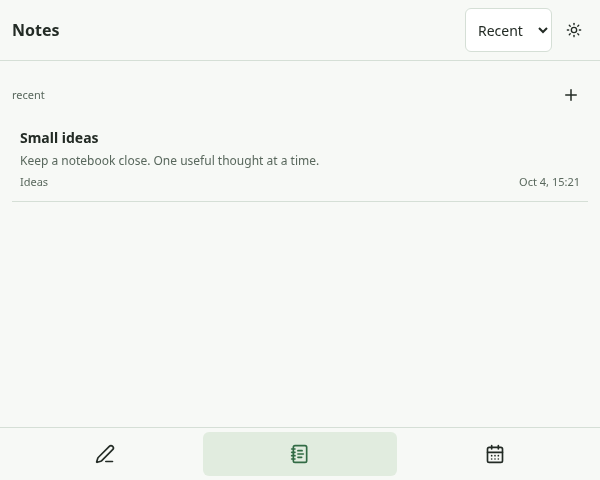 Notes
Recent
recent
Small ideas
Keep a notebook close. One useful thought at a time.
Ideas
Oct 4, 15:21